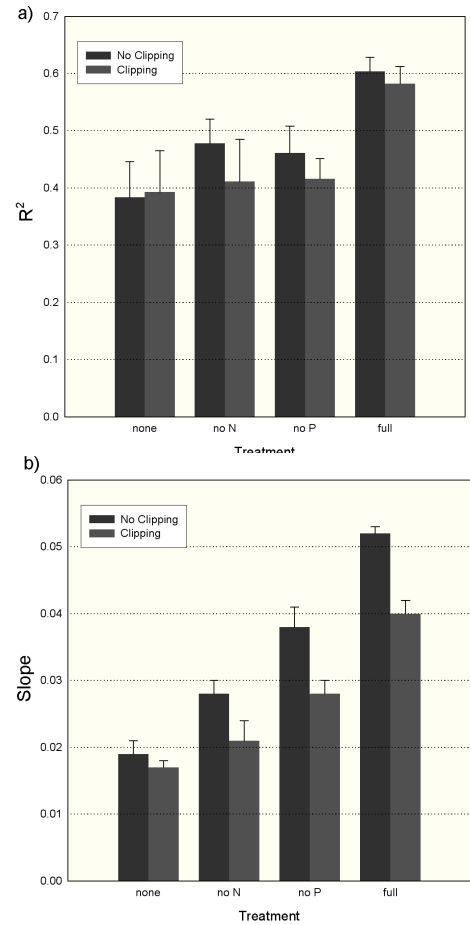 a)
0.7
No Clipping
Clipping
0.6
0.5
0.4
R²
0.3
0.2
0.1
0.0
none no N no P full
Treatment
b)
0.06
No Clipping
Clipping
0.05
0.04
Slope
0.03
0.02
0.01
0.00
none no N no P full
Treatment